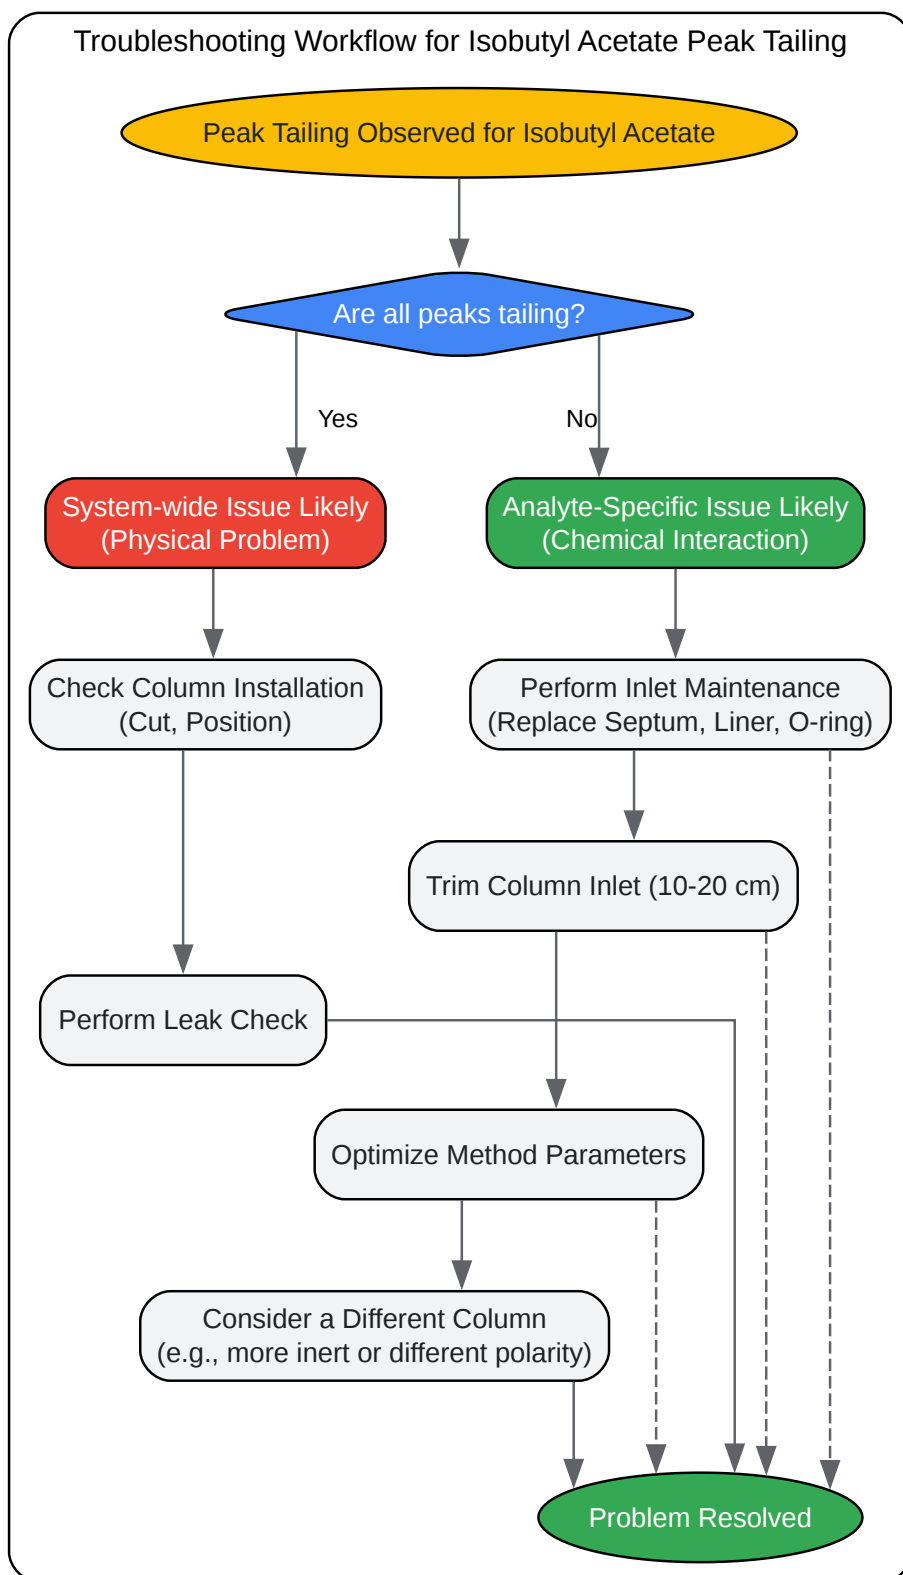 Troubleshooting Workflow for Isobutyl Acetate Peak Tailing
Peak Tailing Observed for Isobutyl Acetate
Are all peaks tailing?
Yes
No
System-wide Issue Likely
(Physical Problem)
Analyte-Specific Issue Likely
(Chemical Interaction)
Check Column Installation
(Cut, Position)
Perform Inlet Maintenance
(Replace Septum, Liner, O-ring)
Trim Column Inlet (10-20 cm)
Perform Leak Check
Optimize Method Parameters
Consider a Different Column
(e.g., more inert or different polarity)
Problem Resolved